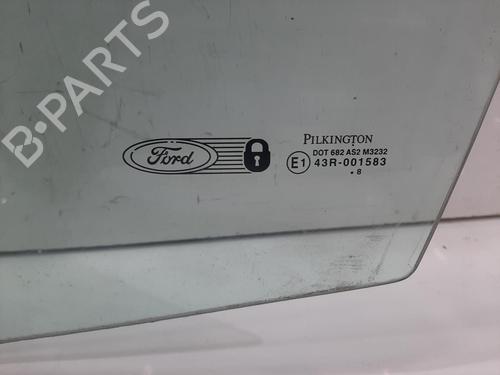 B-PARTS
Ford
PILKINGTON
DOT 682 AS2 M3232
E1 43R-001583
. 8